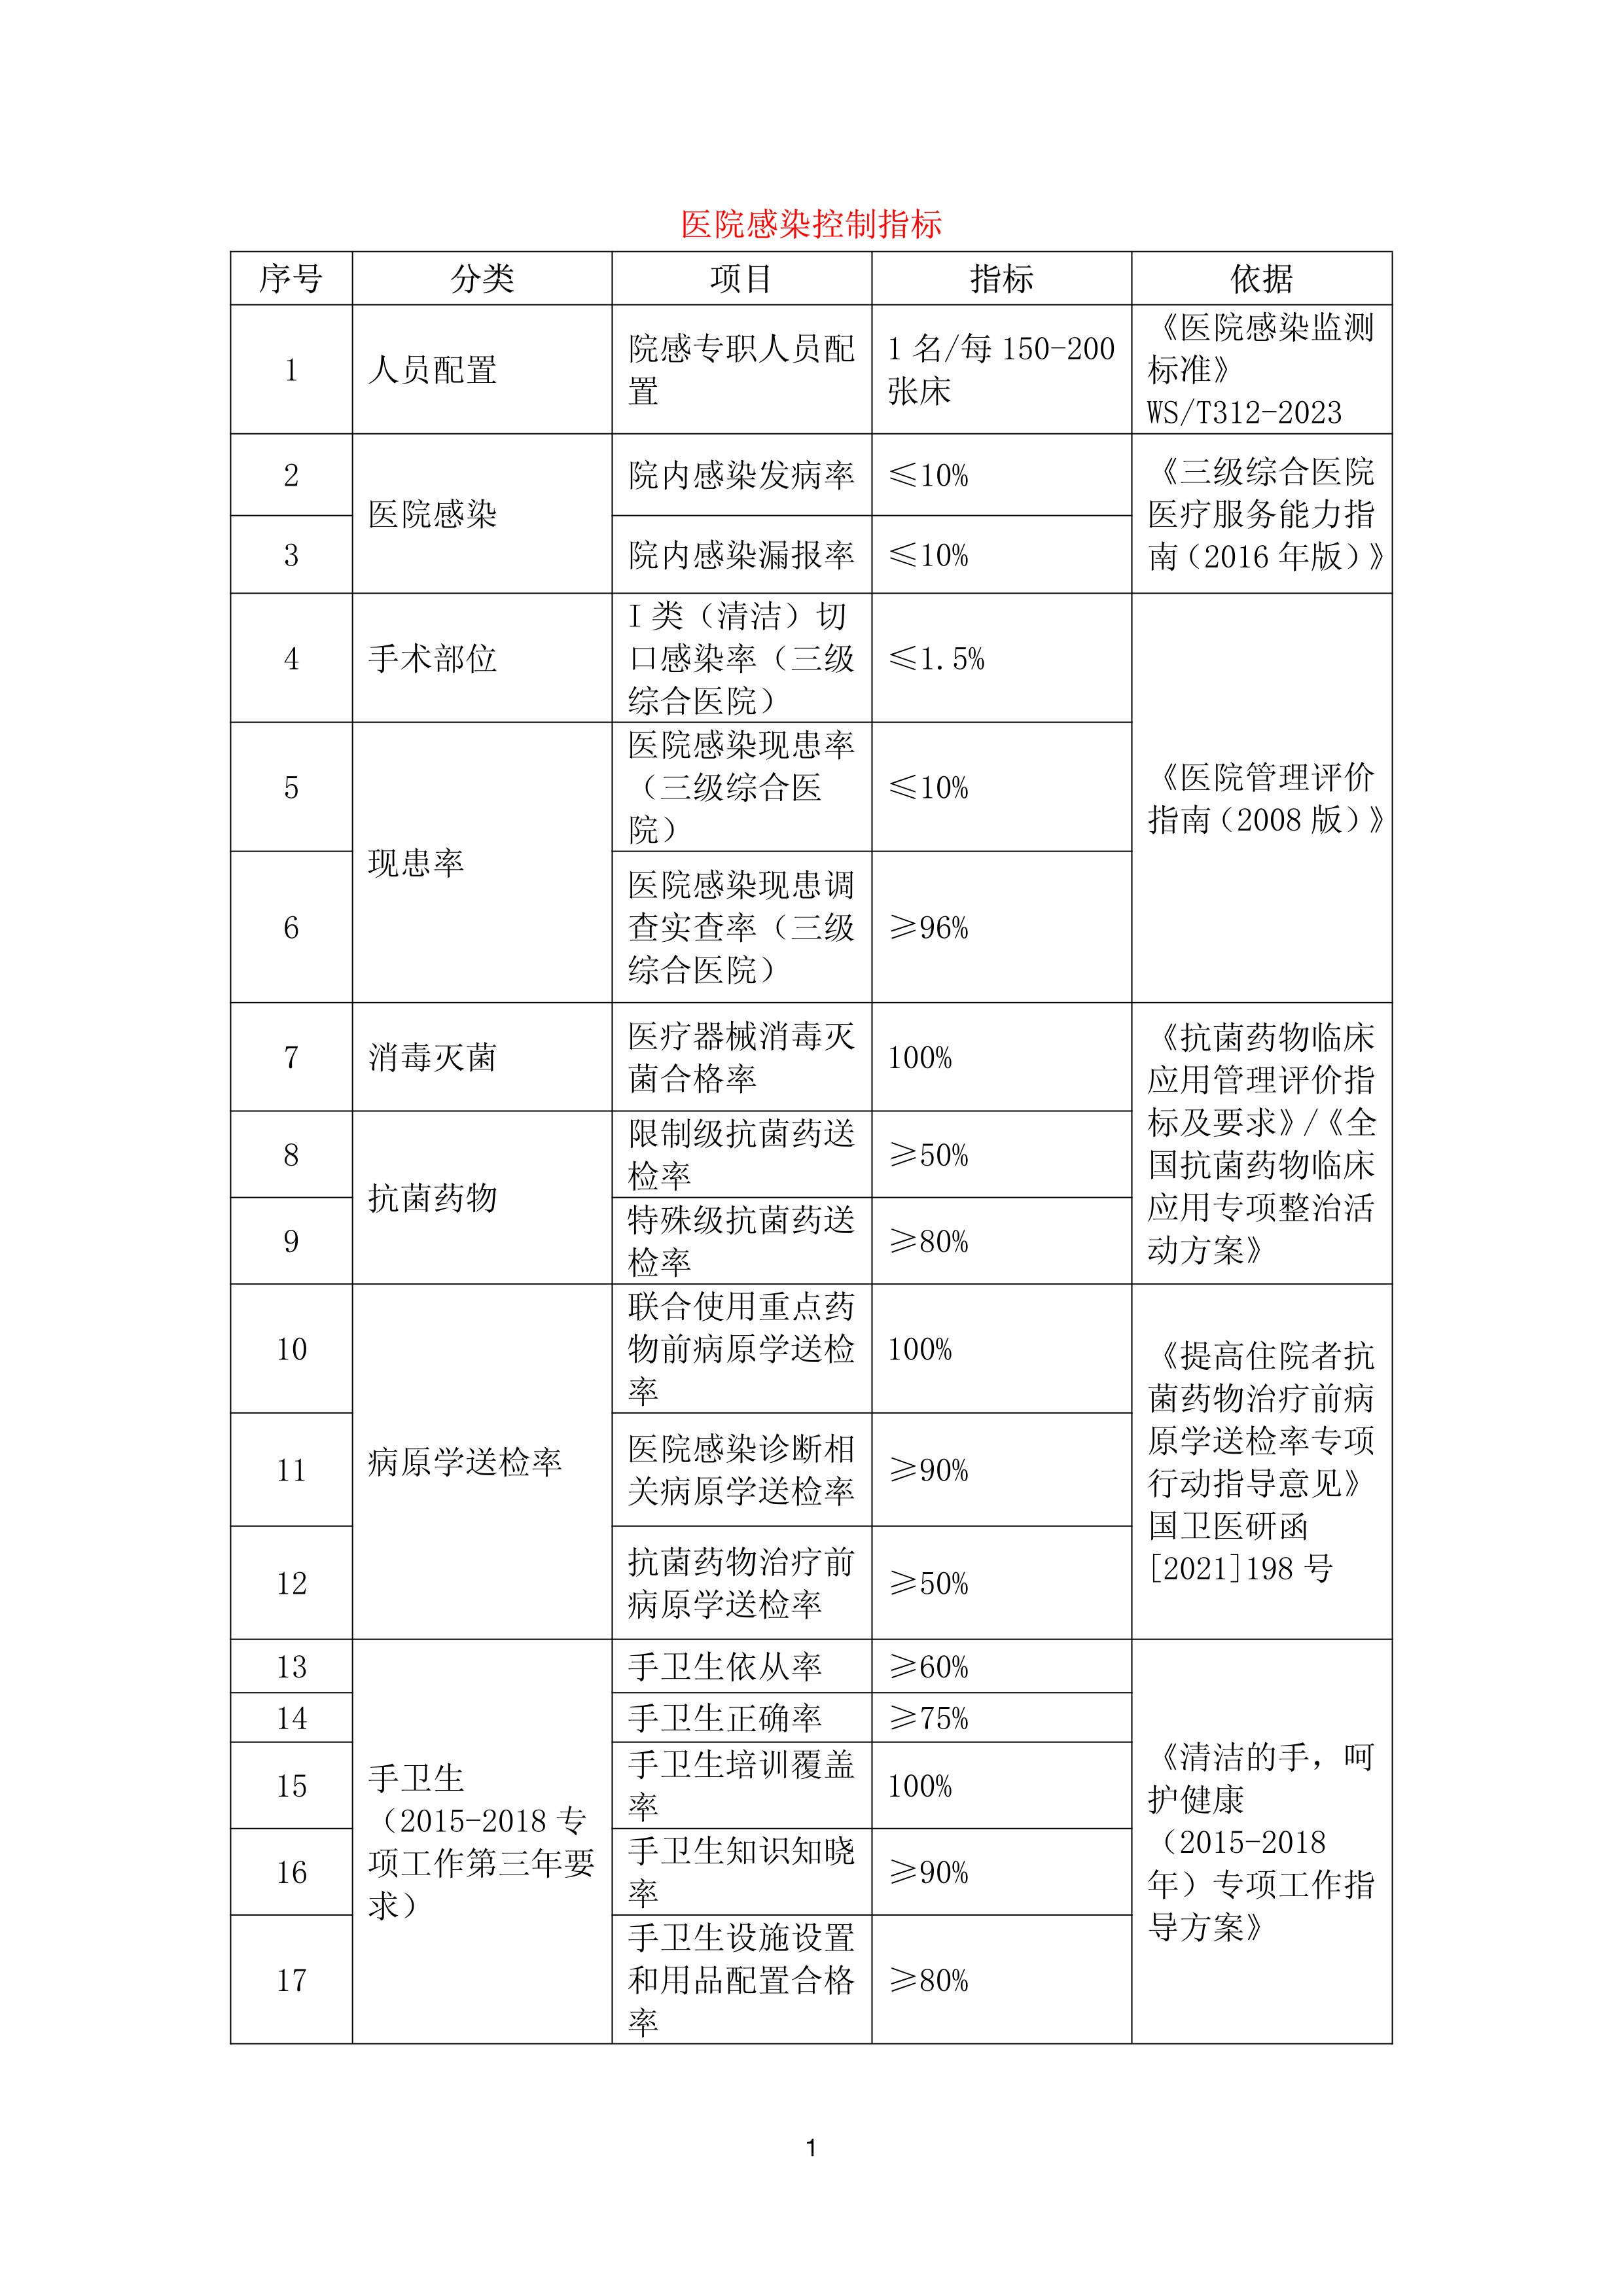 医院感染控制指标
序号 分类 项目 指标 依据
1 人员配置 院感专职人员配
置 1 名/每 150-200
张床 《医院感染监测
标准》
WS/T312-2023
2 医院感染 院内感染发病率 ≤10% 《三级综合医院
医疗服务能力指
南（2016 年版）》
3 院内感染漏报率 ≤10%
4 手术部位 I 类（清洁）切
口感染率（三级
综合医院） ≤1.5% 《医院管理评价
指南（2008 版）》
5 现患率 医院感染现患率
（三级综合医
院） ≤10%
6 医院感染现患调
查实查率（三级
综合医院） ≥96%
7 消毒灭菌 医疗器械消毒灭
菌合格率 100% 《抗菌药物临床
应用管理评价指
标及要求》/《全
国抗菌药物临床
应用专项整治活
动方案》
8 抗菌药物 限制级抗菌药送
检率 ≥50%
9 特殊级抗菌药送
检率 ≥80%
10 病原学送检率 联合使用重点药
物前病原学送检
率 100% 《提高住院者抗
菌药物治疗前病
原学送检率专项
行动指导意见》
国卫医研函
[2021]198 号
11 医院感染诊断相
关病原学送检率 ≥90%
12 抗菌药物治疗前
病原学送检率 ≥50%
13 手卫生
（2015-2018 专
项工作第三年要
求） 手卫生依从率 ≥60% 《清洁的手，呵
护健康
（2015-2018
年）专项工作指
导方案》
14 手卫生正确率 ≥75%
15 手卫生培训覆盖
率 100%
16 手卫生知识知晓
率 ≥90%
17 手卫生设施设置
和用品配置合格
率 ≥80%
1